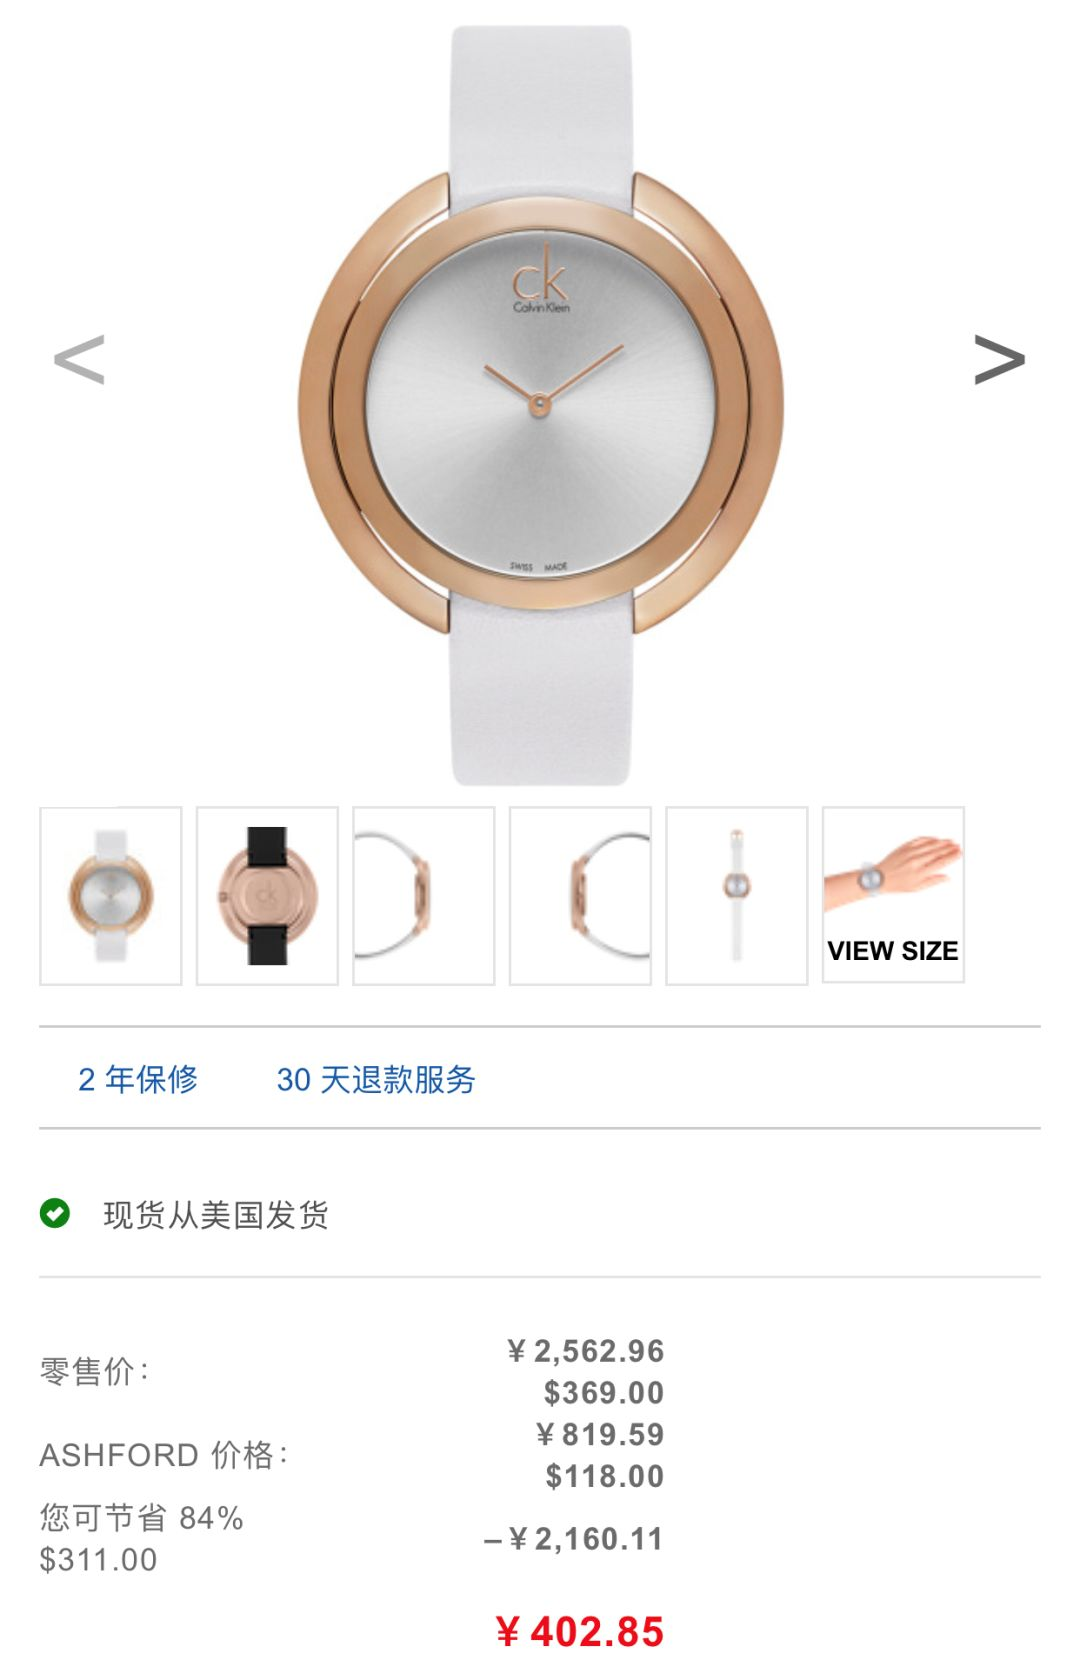 ck
Calvin Klein
SWISS MADE
<
>
ck
VIEW SIZE
2 年保修
30 天退款服务
现货从美国发货
零售价：
¥ 2,562.96
$369.00
ASHFORD 价格：
¥ 819.59
$118.00
您可节省 84%
$311.00
–¥ 2,160.11
¥ 402.85